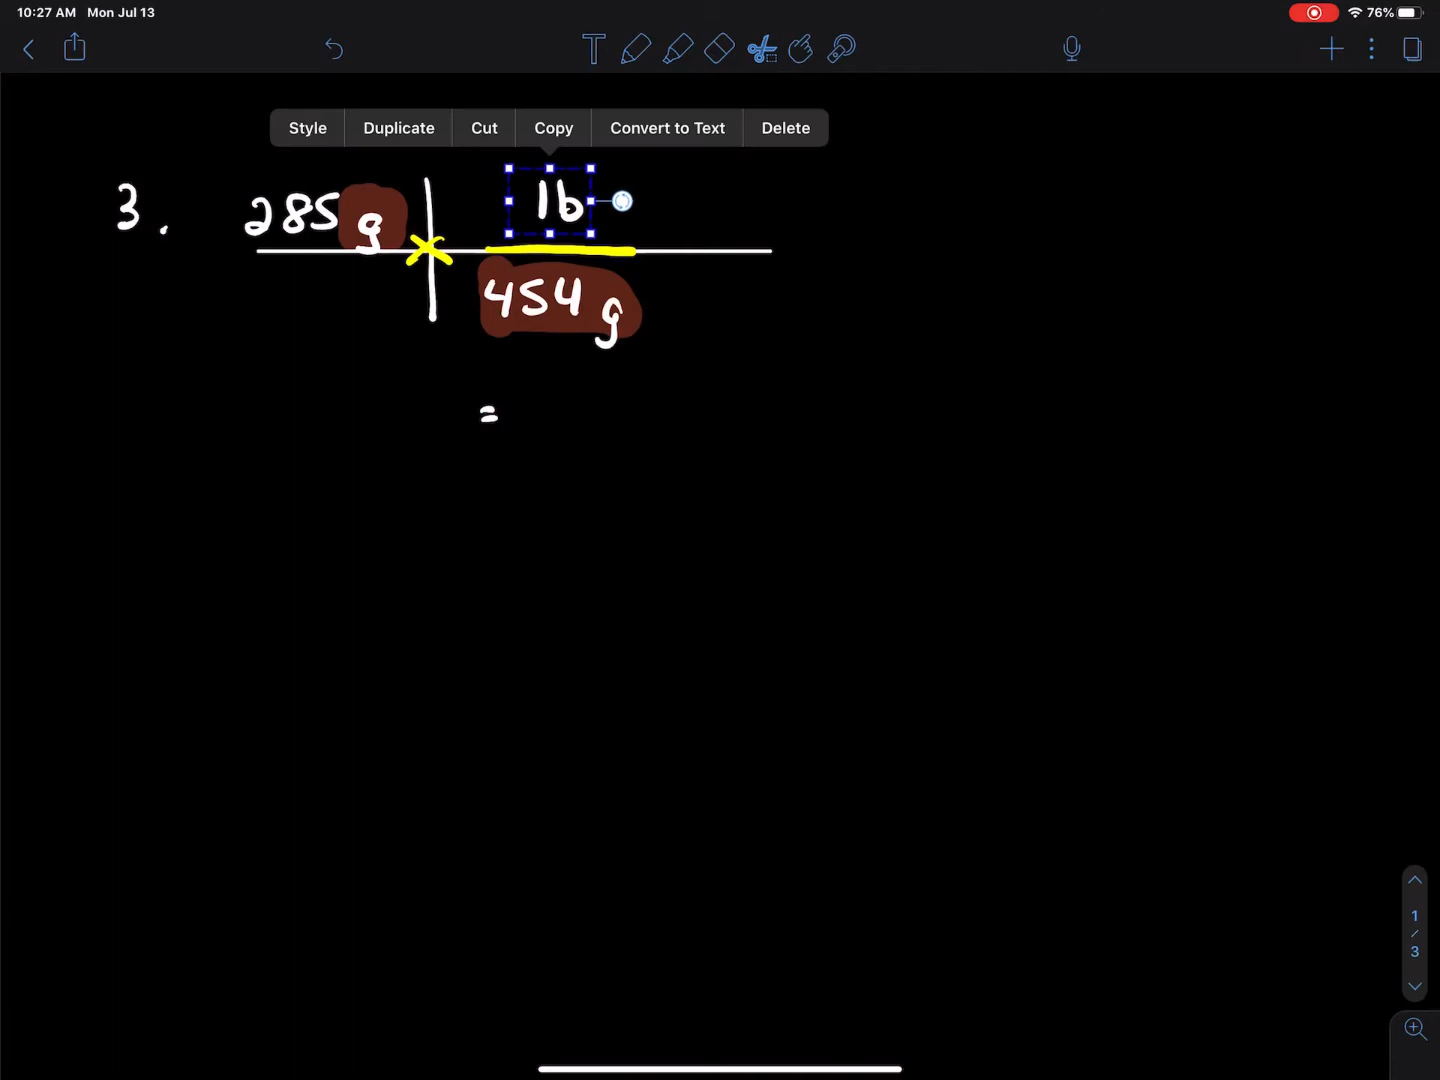 10:27 AM Mon Jul 13 76%
Style Duplicate Cut Copy Convert to Text Delete
3. 285 g lb
454 g
=
1
/
3